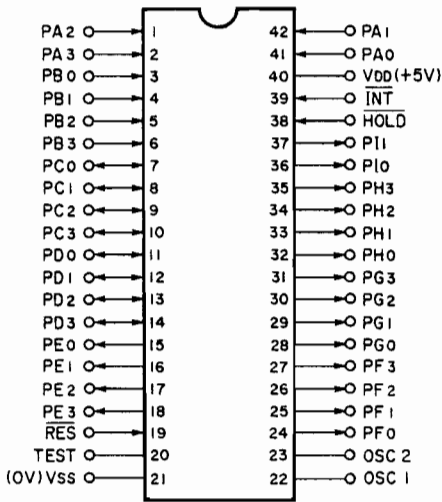 PA2 1 42 PA1
PA3 2 41 PA0
PB0 3 40 VDD(+5V)
PB1 4 39 INT
PB2 5 38 HOLD
PB3 6 37 PI1
PC0 7 36 PI0
PC1 8 35 PH3
PC2 9 34 PH2
PC3 10 33 PH1
PD0 11 32 PH0
PD1 12 31 PG3
PD2 13 30 PG2
PD3 14 29 PG1
PE0 15 28 PG0
PE1 16 27 PF3
PE2 17 26 PF2
PE3 18 25 PF1
RES 19 24 PF0
TEST 20 23 OSC 2
(0V)VSS 21 22 OSC 1